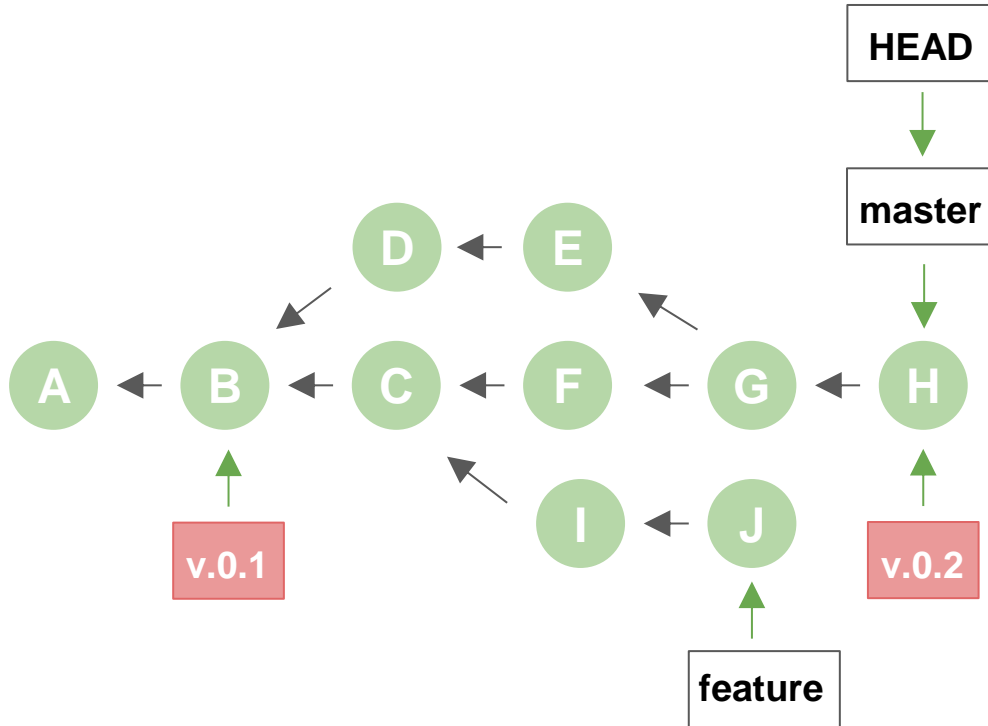 HEAD
master
D E
A B C F G H
I J
v.0.1 v.0.2
feature